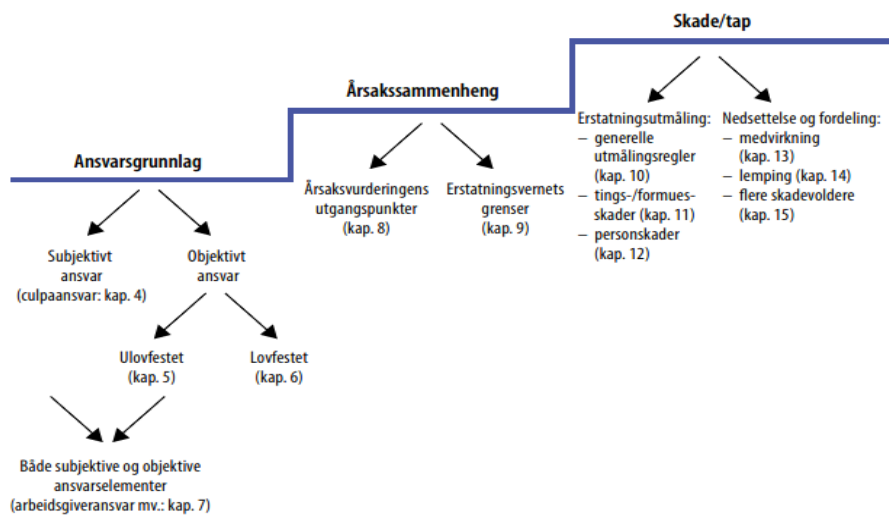 Skade/tap
Årsakssammenheng
Ansvarsgrunnlag
Erstatningsutmåling:
– generelle
utmålingsregler
(kap. 10)
– tings-/formues-
skader (kap. 11)
– personskader
(kap. 12)
Nedsettelse og fordeling:
– medvirkning
(kap. 13)
– lemping (kap. 14)
– flere skadevoldere
(kap. 15)
Årsaksvurderingens
utgangspunkter
(kap. 8)
Erstatningsvernets
grenser
(kap. 9)
Subjektivt
ansvar
(culpaansvar: kap. 4)
Objektivt
ansvar
Ulovfestet
(kap. 5)
Lovfestet
(kap. 6)
Både subjektive og objektive
ansvarselementer
(arbeidsgiveransvar mv.: kap. 7)